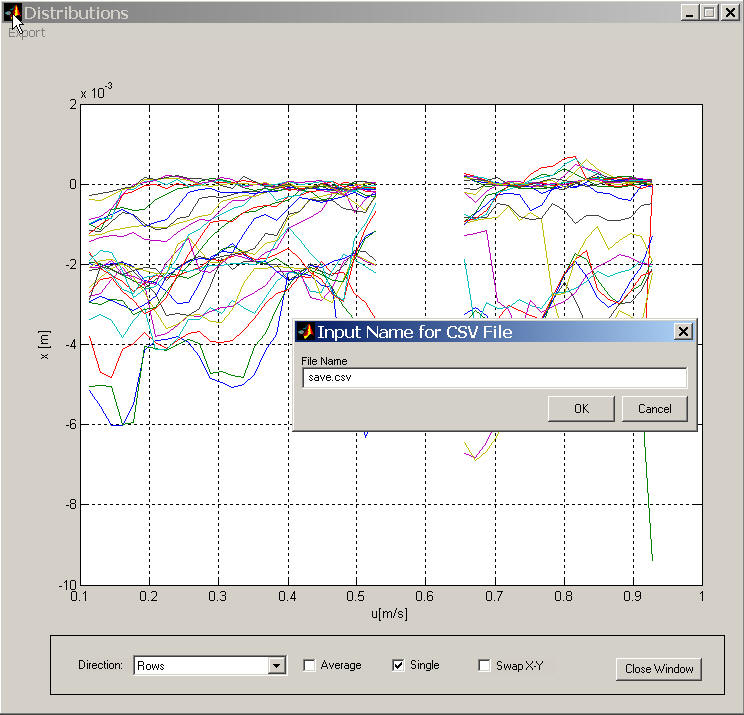 Distributions
Export
x 10-3
2
0
-2
-4
-6
-8
-10
x [m]
Input Name for CSV File
File Name
save.csv
OK Cancel
0.1 0.2 0.3 0.4 0.5 0.6 0.7 0.8 0.9 1
u[m/s]
Direction: Rows Average Single Swap X-Y Close Window